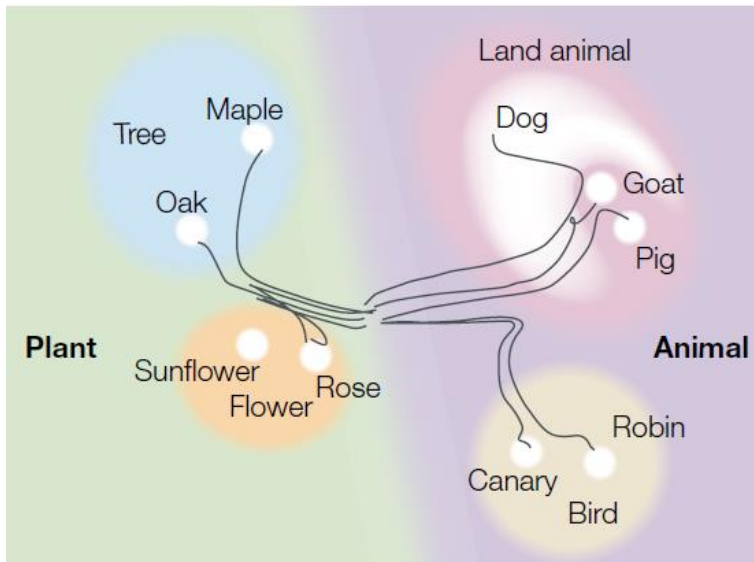 Land animal
Maple
Tree
Dog
Oak
Goat
Pig
Plant
Animal
Sunflower
Rose
Flower
Robin
Canary
Bird